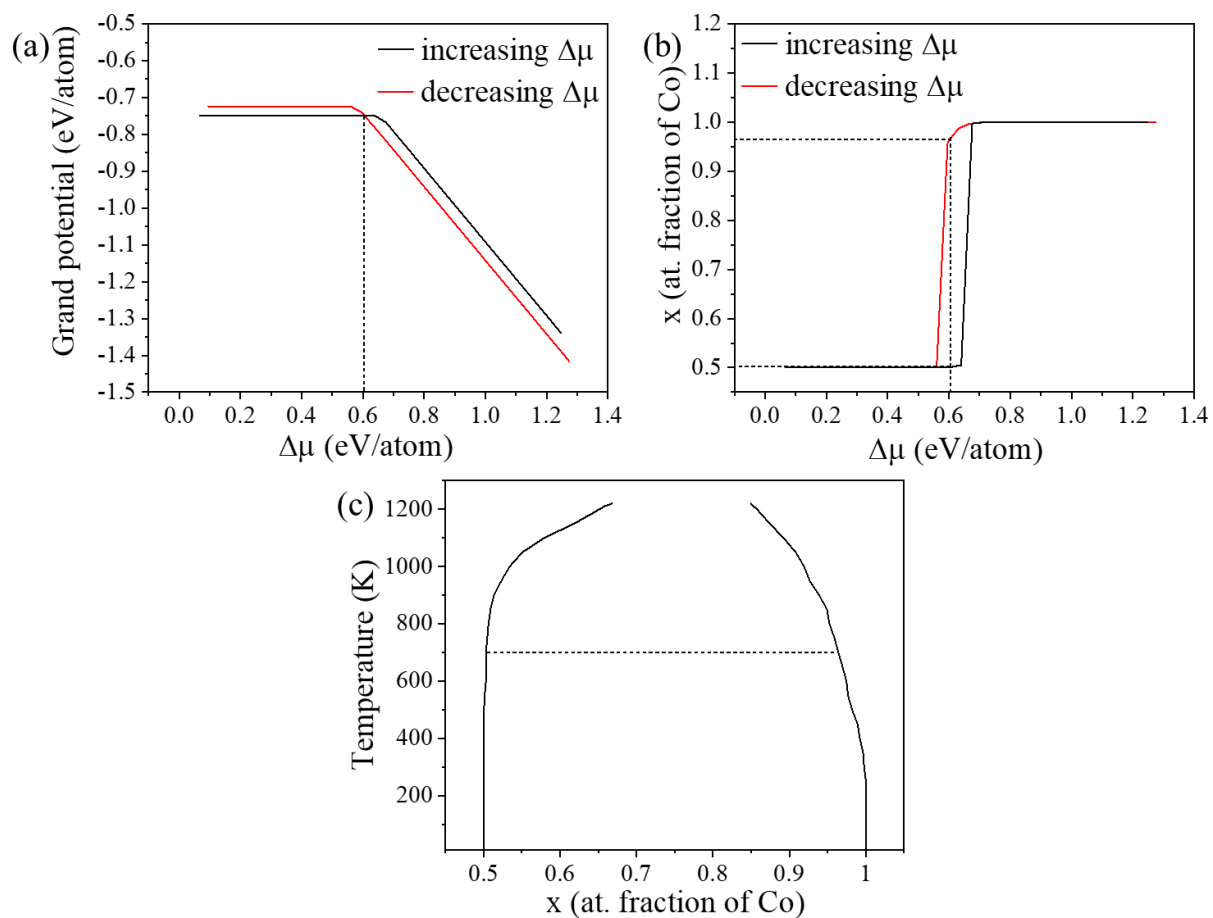 (a)
-0.5
-0.6
-0.7
-0.8
-0.9
-1.0
-1.1
-1.2
-1.3
-1.4
-1.5
Grand potential (eV/atom)
increasing Δμ
decreasing Δμ
0.0 0.2 0.4 0.6 0.8 1.0 1.2 1.4
Δμ (eV/atom)
(b)
1.2
1.1
1.0
0.9
0.8
0.7
0.6
0.5
x (at. fraction of Co)
increasing Δμ
decreasing Δμ
0.0 0.2 0.4 0.6 0.8 1.0 1.2 1.4
Δμ (eV/atom)
(c)
1200
1000
800
600
400
200
Temperature (K)
0.5 0.6 0.7 0.8 0.9 1
x (at. fraction of Co)